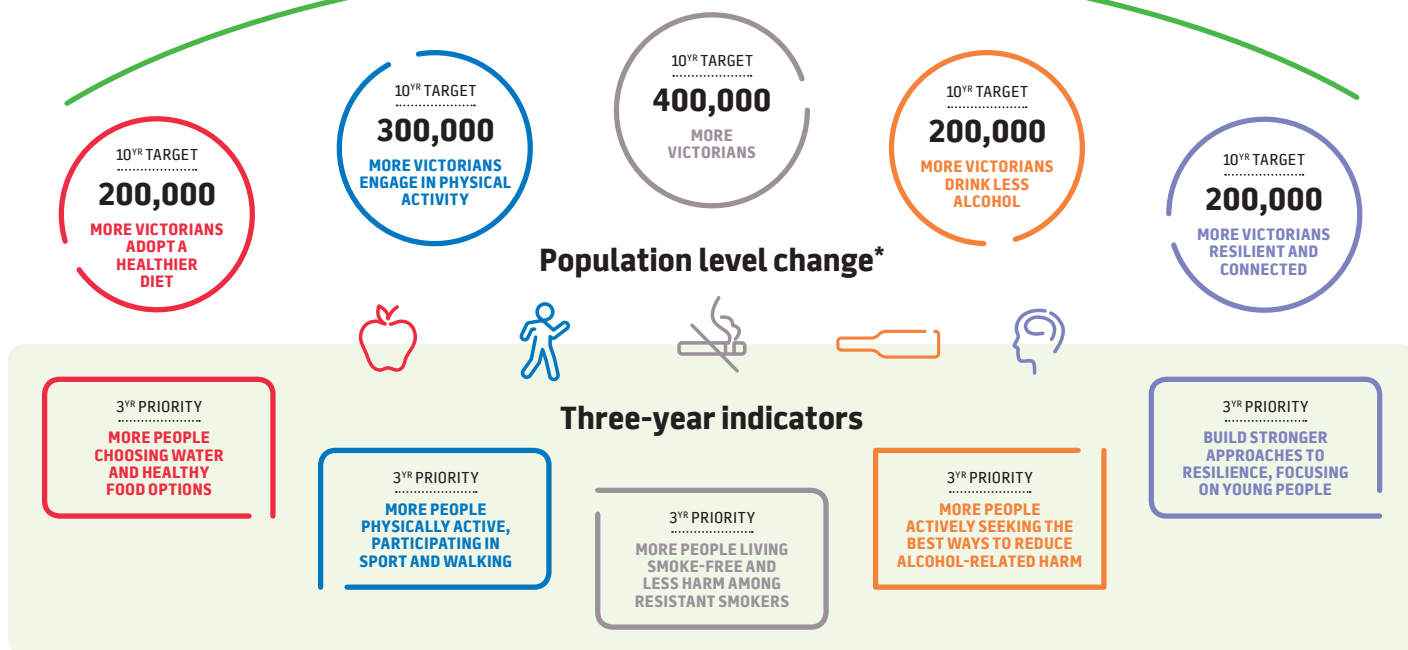 10YR TARGET
200,000
MORE VICTORIANS
ADOPT A
HEALTHIER
DIET
10YR TARGET
300,000
MORE VICTORIANS
ENGAGE IN PHYSICAL
ACTIVITY
10YR TARGET
400,000
MORE
VICTORIANS
10YR TARGET
200,000
MORE VICTORIANS
DRINK LESS
ALCOHOL
10YR TARGET
200,000
MORE VICTORIANS
RESILIENT AND
CONNECTED
Population level change*
Three-year indicators
3YR PRIORITY
MORE PEOPLE
CHOOSING WATER
AND HEALTHY
FOOD OPTIONS
3YR PRIORITY
MORE PEOPLE
PHYSICALLY ACTIVE,
PARTICIPATING IN
SPORT AND WALKING
3YR PRIORITY
MORE PEOPLE LIVING
SMOKE-FREE AND
LESS HARM AMONG
RESISTANT SMOKERS
3YR PRIORITY
MORE PEOPLE
ACTIVELY SEEKING THE
BEST WAYS TO REDUCE
ALCOHOL-RELATED HARM
3YR PRIORITY
BUILD STRONGER
APPROACHES TO
RESILIENCE, FOCUSING
ON YOUNG PEOPLE